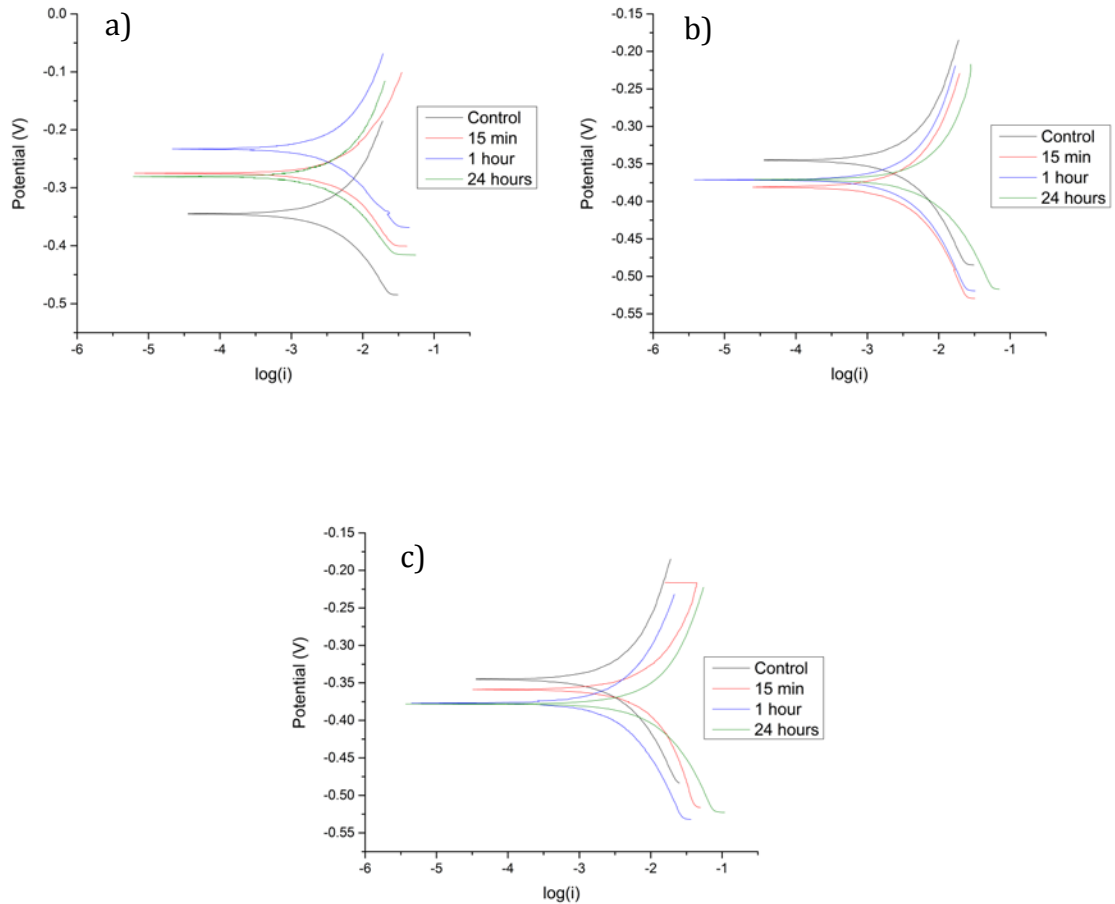 a)
0.0
-0.1
-0.2
-0.3
-0.4
-0.5
Potential (V)
-6 -5 -4 -3 -2 -1
log(i)
Control
15 min
1 hour
24 hours
b)
-0.15
-0.20
-0.25
-0.30
-0.35
-0.40
-0.45
-0.50
-0.55
Potential (V)
-6 -5 -4 -3 -2 -1
log(i)
Control
15 min
1 hour
24 hours
c)
-0.15
-0.20
-0.25
-0.30
-0.35
-0.40
-0.45
-0.50
-0.55
Potential (V)
-6 -5 -4 -3 -2 -1
log(i)
Control
15 min
1 hour
24 hours